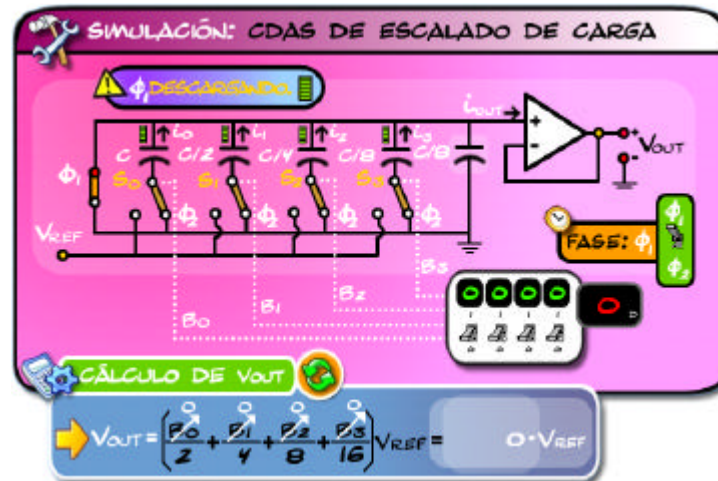 SIMULACIÓN: CDAS DE ESCALADO DE CARGA
ϕ1 DESCARGANDO.
i0 i1 i2 i3 iOUT
C C/2 C/4 C/8 C/8
+ - + - VOUT
ϕ1 S0 S1 S2 S3
ϕ2 ϕ2 ϕ2 ϕ2
VREF
FASE: ϕ1
ϕ1
ϕ2
B3
B2
B1
B0
0 0 0 0 0
CÁLCULO DE VOUT
0 0 0 0
VOUT = (B0/2 + B1/4 + B2/8 + B3/16) VREF = 0·VREF